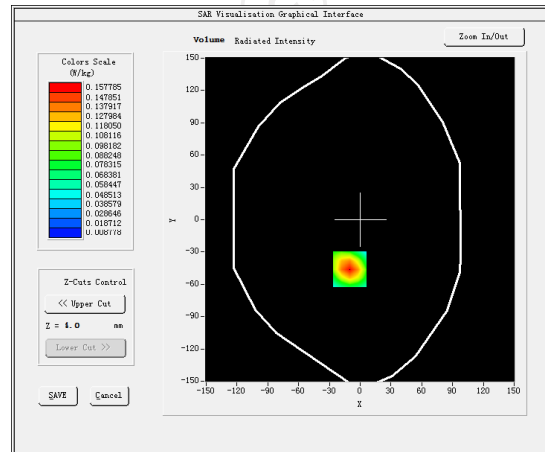 SAR Visualisation Graphical Interface
Volume Radiated Intensity
Zoom In/Out
Colors Scale
(W/kg)
0.157785
0.147851
0.137917
0.127984
0.118050
0.108116
0.098182
0.088248
0.078315
0.068381
0.058447
0.048513
0.038579
0.028646
0.018712
0.008778
Z-Cuts Control
<< Upper Cut
Z = 4.0 mm
Lower Cut >>
SAVE Cancel
150
120
90
60
30
0
-30
-60
-90
-120
-150
Y
-150 -120 -90 -60 -30 0 30 60 90 120 150
X